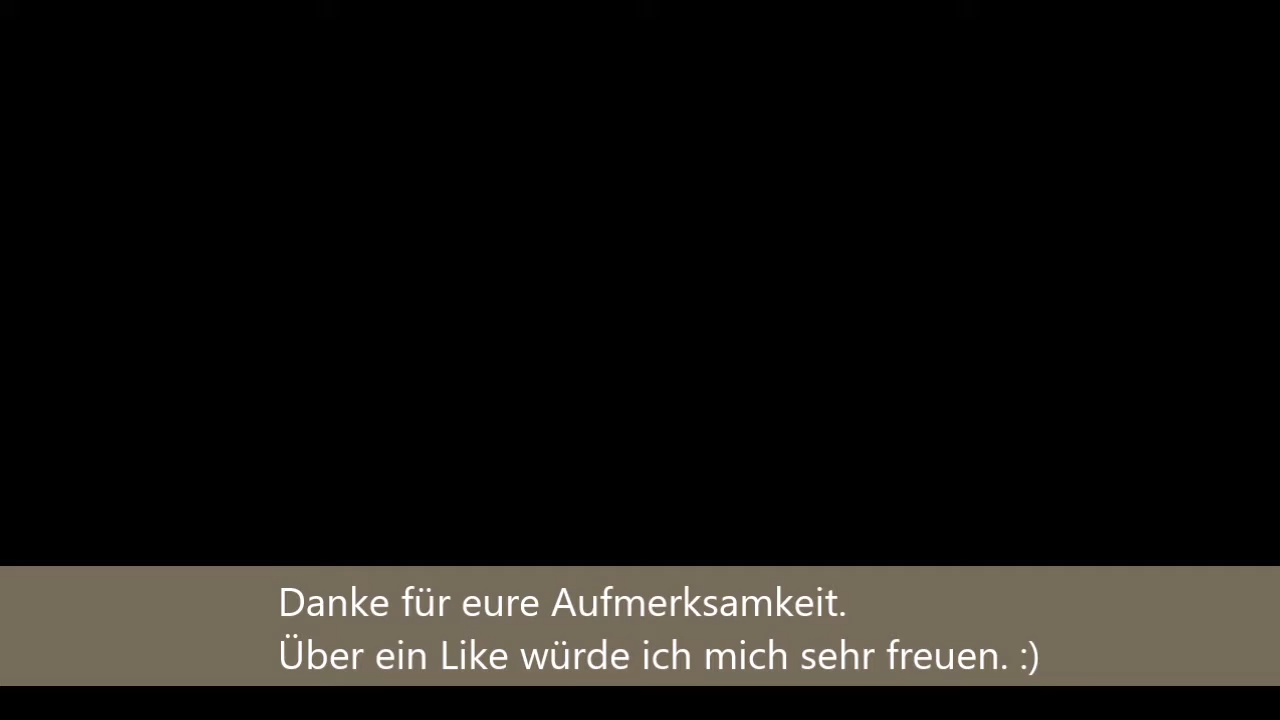 Danke für eure Aufmerksamkeit.
Über ein Like würde ich mich sehr freuen. :)